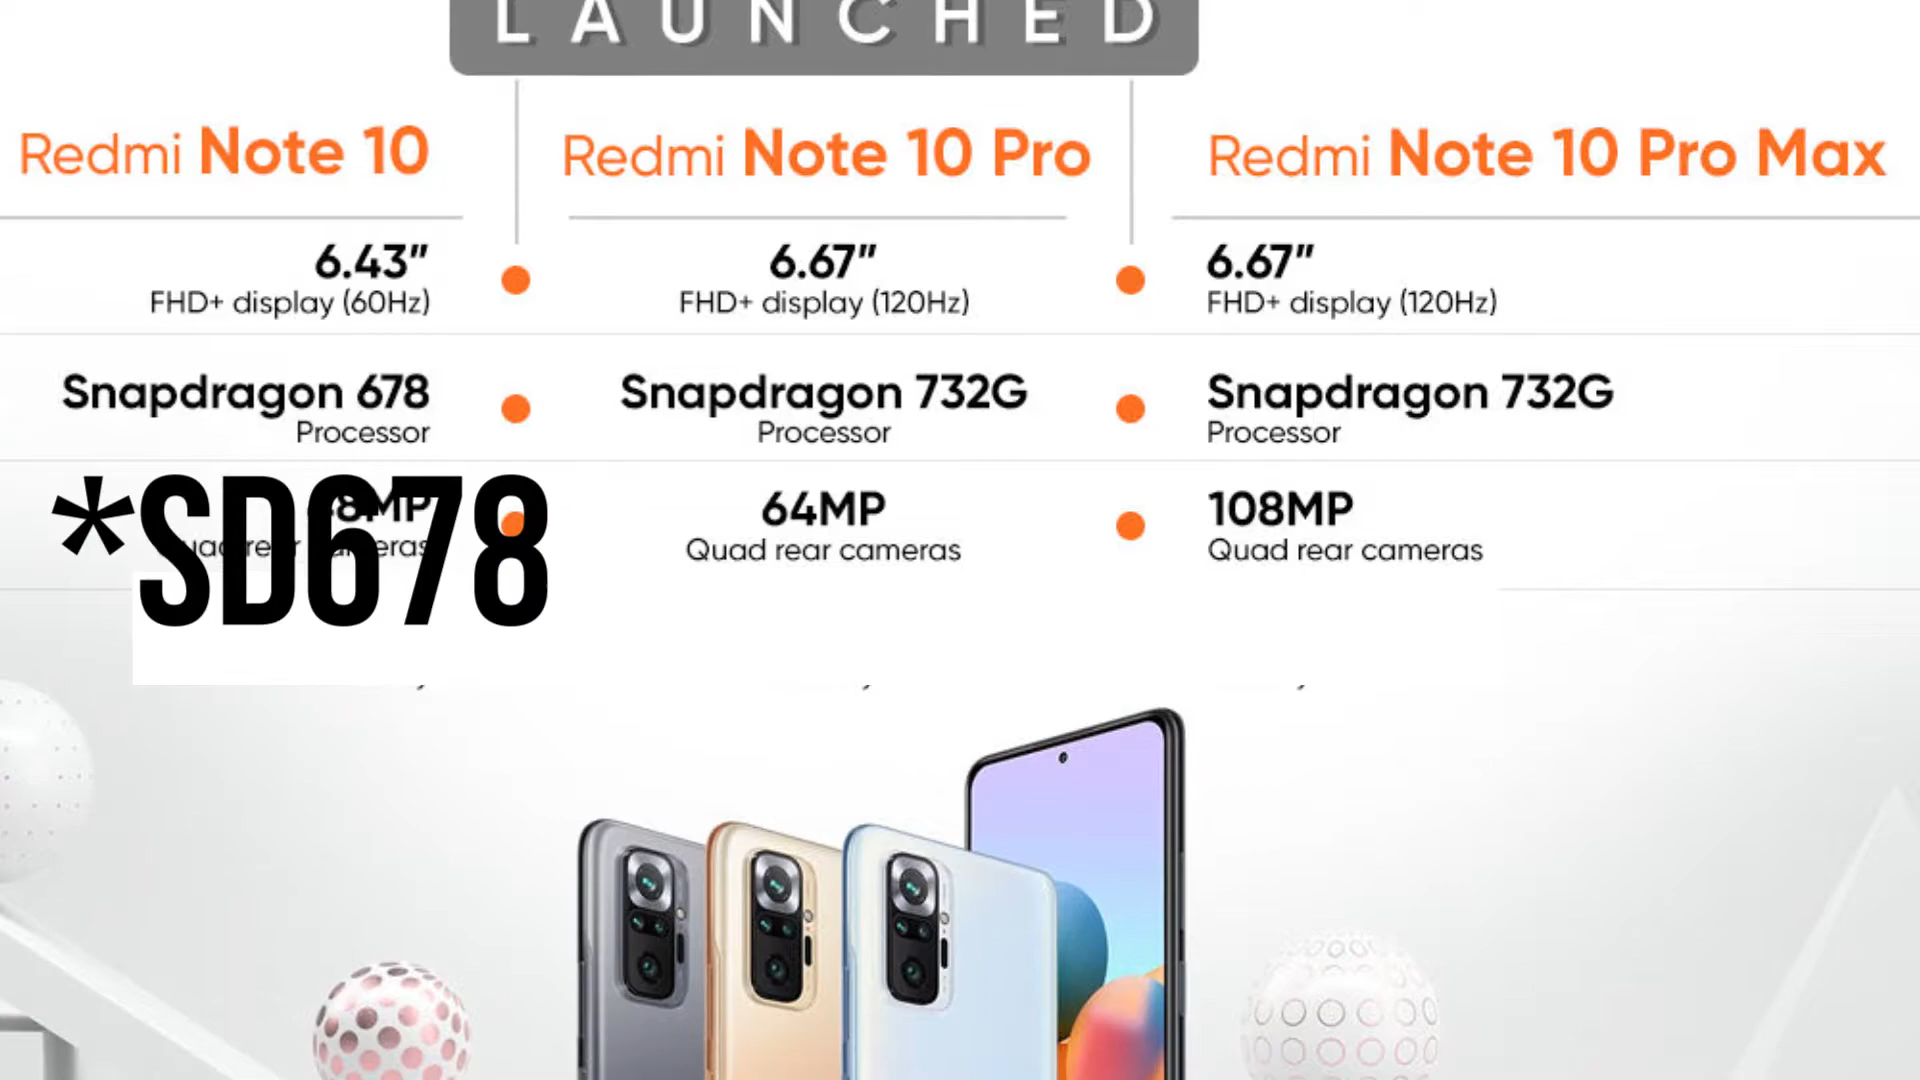 LAUNCHED
Redmi Note 10
Redmi Note 10 Pro
Redmi Note 10 Pro Max
6.43"
FHD+ display (60Hz)
6.67"
FHD+ display (120Hz)
6.67"
FHD+ display (120Hz)
Snapdragon 678
Processor
Snapdragon 732G
Processor
Snapdragon 732G
Processor
*SD678
64MP
Quad rear cameras
108MP
Quad rear cameras